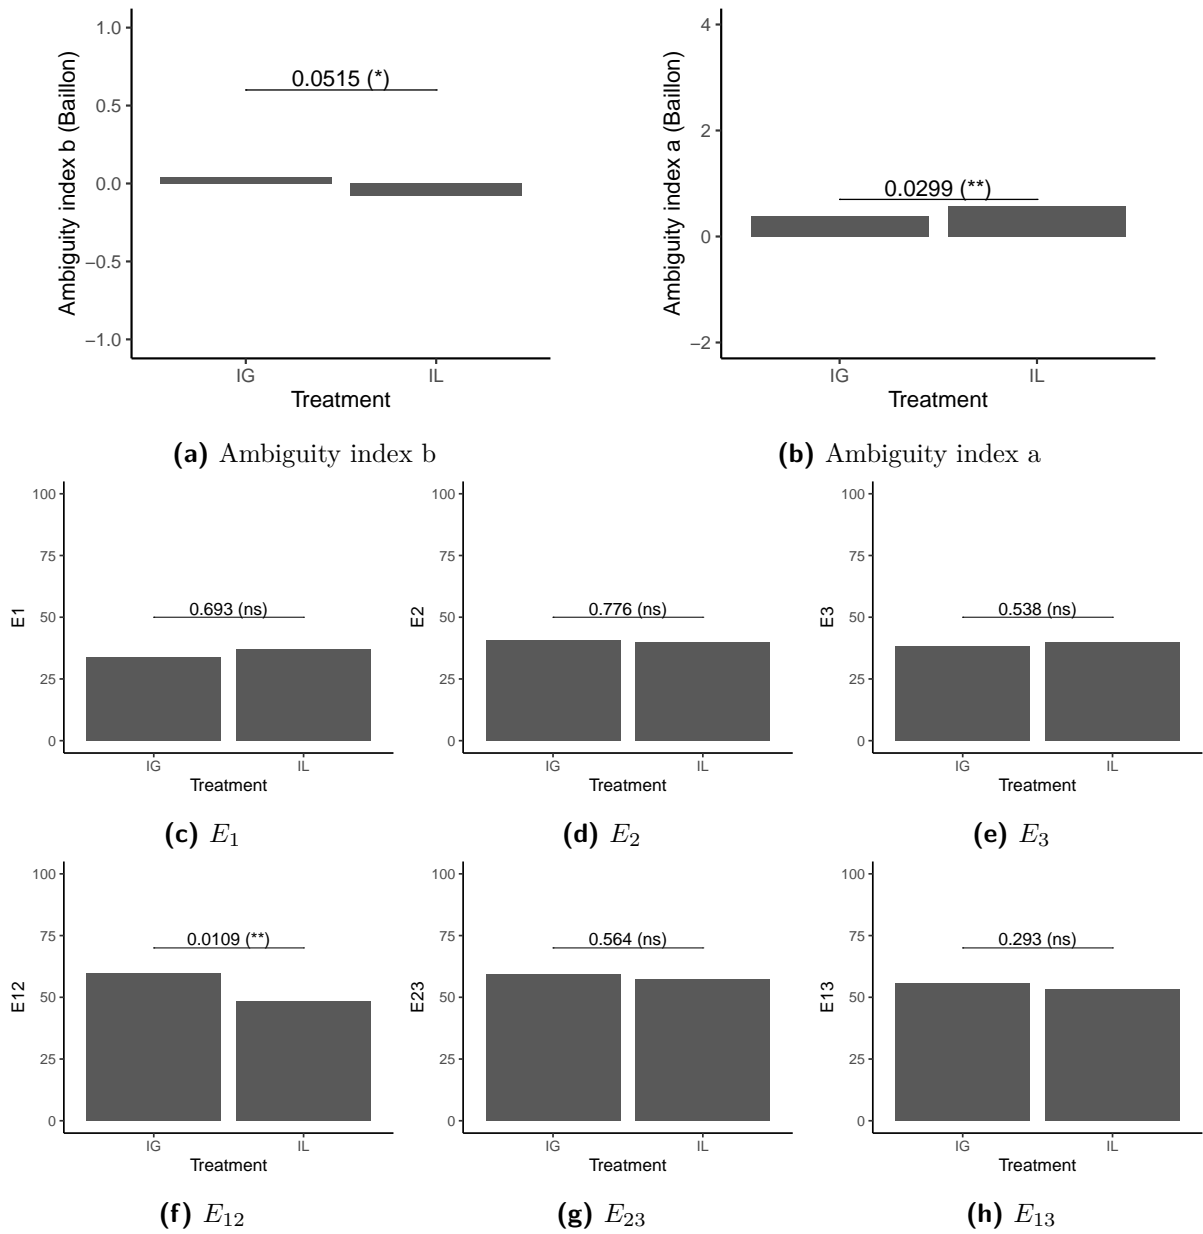 1.0
0.5
0.0
−0.5
−1.0
Ambiguity index b (Baillon)
0.0515 (*)
IG IL
Treatment
(a) Ambiguity index b
4
2
0
−2
Ambiguity index a (Baillon)
0.0299 (**)
IG IL
Treatment
(b) Ambiguity index a
100
75
50
25
0
E1
0.693 (ns)
IG IL
Treatment
(c) E1
100
75
50
25
0
E2
0.776 (ns)
IG IL
Treatment
(d) E2
100
75
50
25
0
E3
0.538 (ns)
IG IL
Treatment
(e) E3
100
75
50
25
0
E12
0.0109 (**)
IG IL
Treatment
(f) E12
100
75
50
25
0
E23
0.564 (ns)
IG IL
Treatment
(g) E23
100
75
50
25
0
E13
0.293 (ns)
IG IL
Treatment
(h) E13